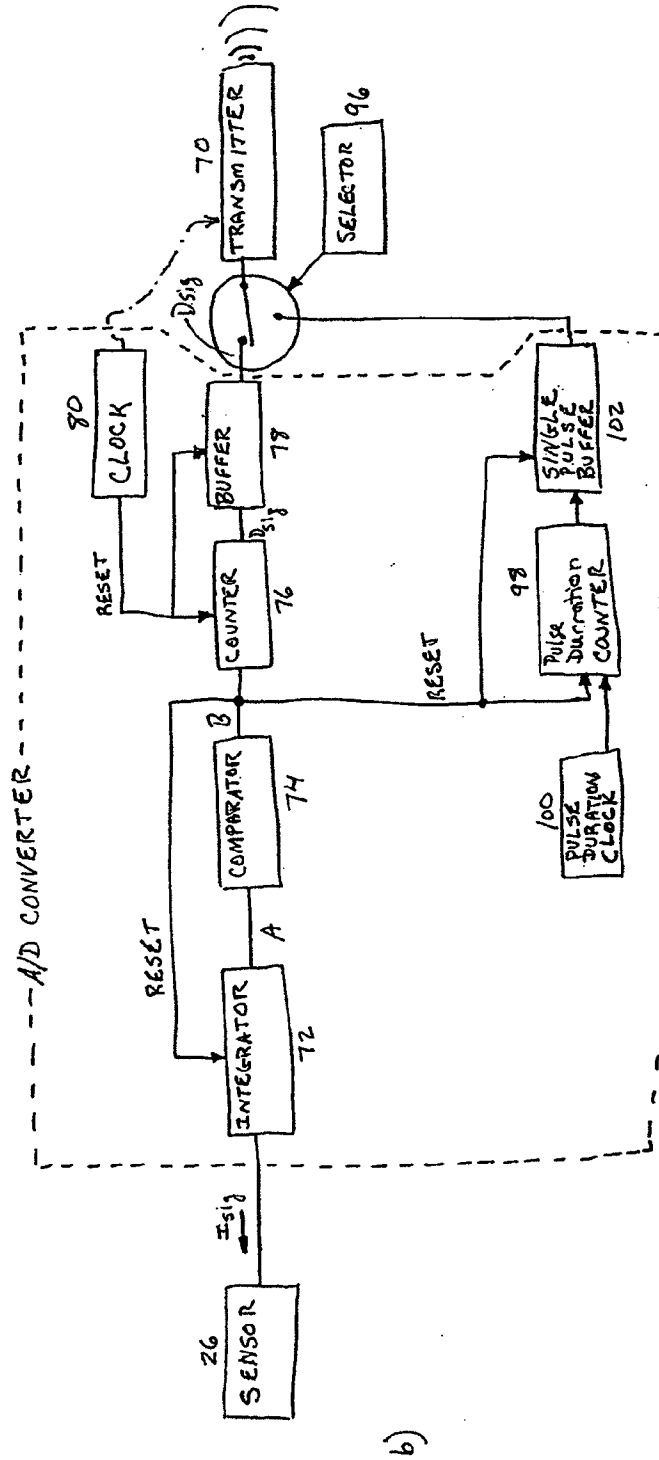 A/D CONVERTER
80
CLOCK
RESET
RESET
SENSOR
26
Isig
INTEGRATOR
72
A
COMPARATOR
74
B
COUNTER
76
Dsig
BUFFER
78
Dsig
TRANSMITTER
70
SELECTOR
96
RESET
100
PULSE
DURATION
CLOCK
98
Pulse
Durration
COUNTER
SINGLE
PULSE
BUFFER
102
b)